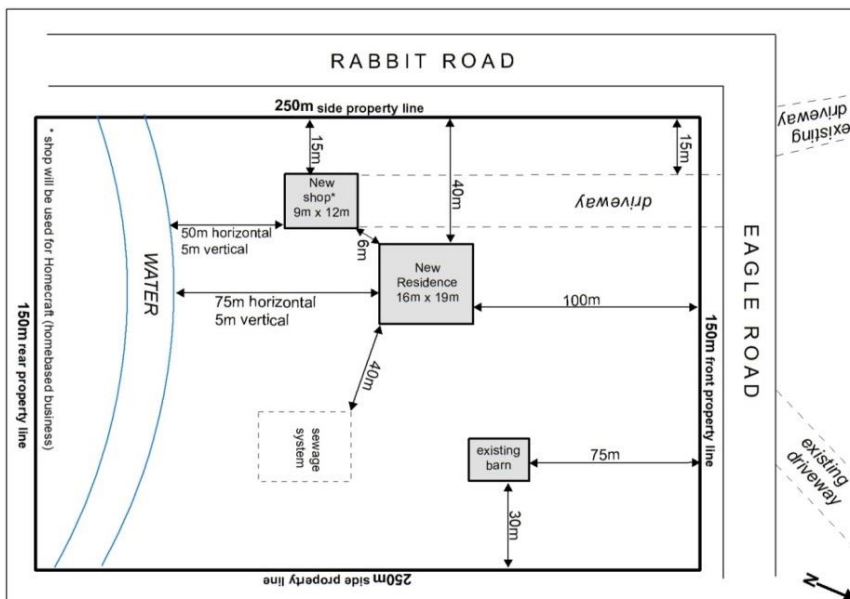 RABBIT ROAD
250m side property line
existing
driveway
15m
15m
40m
New
shop*
9m x 12m
driveway
50m horizontal
5m vertical
6m
WATER
New
Residence
16m x 19m
75m horizontal
5m vertical
100m
EAGLE ROAD
150m rear property line
* shop will be used for Homecraft (homebased business)
150m front property line
40m
sewage
system
existing
barn
75m
30m
existing
driveway
250m side property line
N